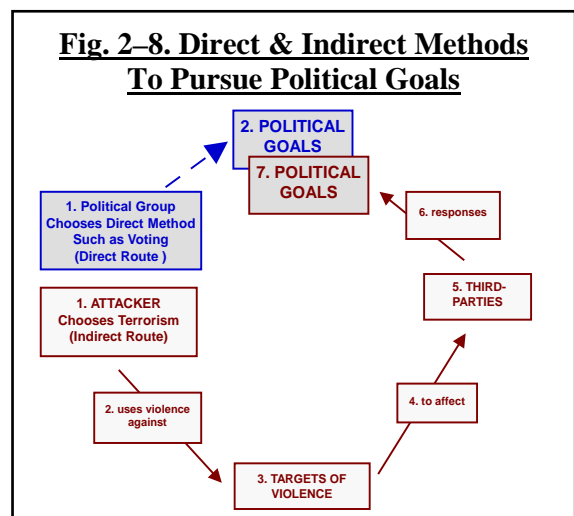 Fig. 2–8. Direct & Indirect Methods
To Pursue Political Goals
2. POLITICAL
GOALS
7. POLITICAL
GOALS
1. Political Group
Chooses Direct Method
Such as Voting
(Direct Route )
6. responses
1. ATTACKER
Chooses Terrorism
(Indirect Route)
5. THIRD-
PARTIES
2. uses violence
against
4. to affect
3. TARGETS OF
VIOLENCE